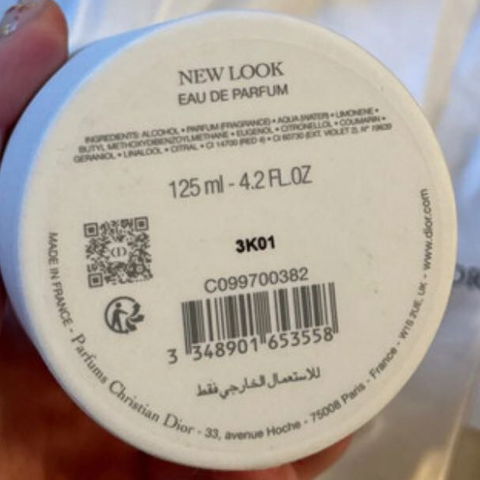 NEW LOOK
EAU DE PARFUM
INGREDIENTS: ALCOHOL • PARFUM (FRAGRANCE) • AQUA (WATER) • LIMONENE •
BUTYL METHOXYDIBENZOYLMETHANE • EUGENOL • CITRONELLOL • COUMARIN •
GERANIOL • LINALOOL • CITRAL • CI 14700 (RED 4) • CI 60730 (EXT. VIOLET 2). N°
125 ml - 4.2 FL.OZ
3K01
C099700382
3 348901 653558
للاستعمال الخارجي فقط
MADE IN FRANCE - Parfums Christian Dior - 33, avenue Hoche - 75008 Paris - France - W1S 2UE, UK - www.dior.com